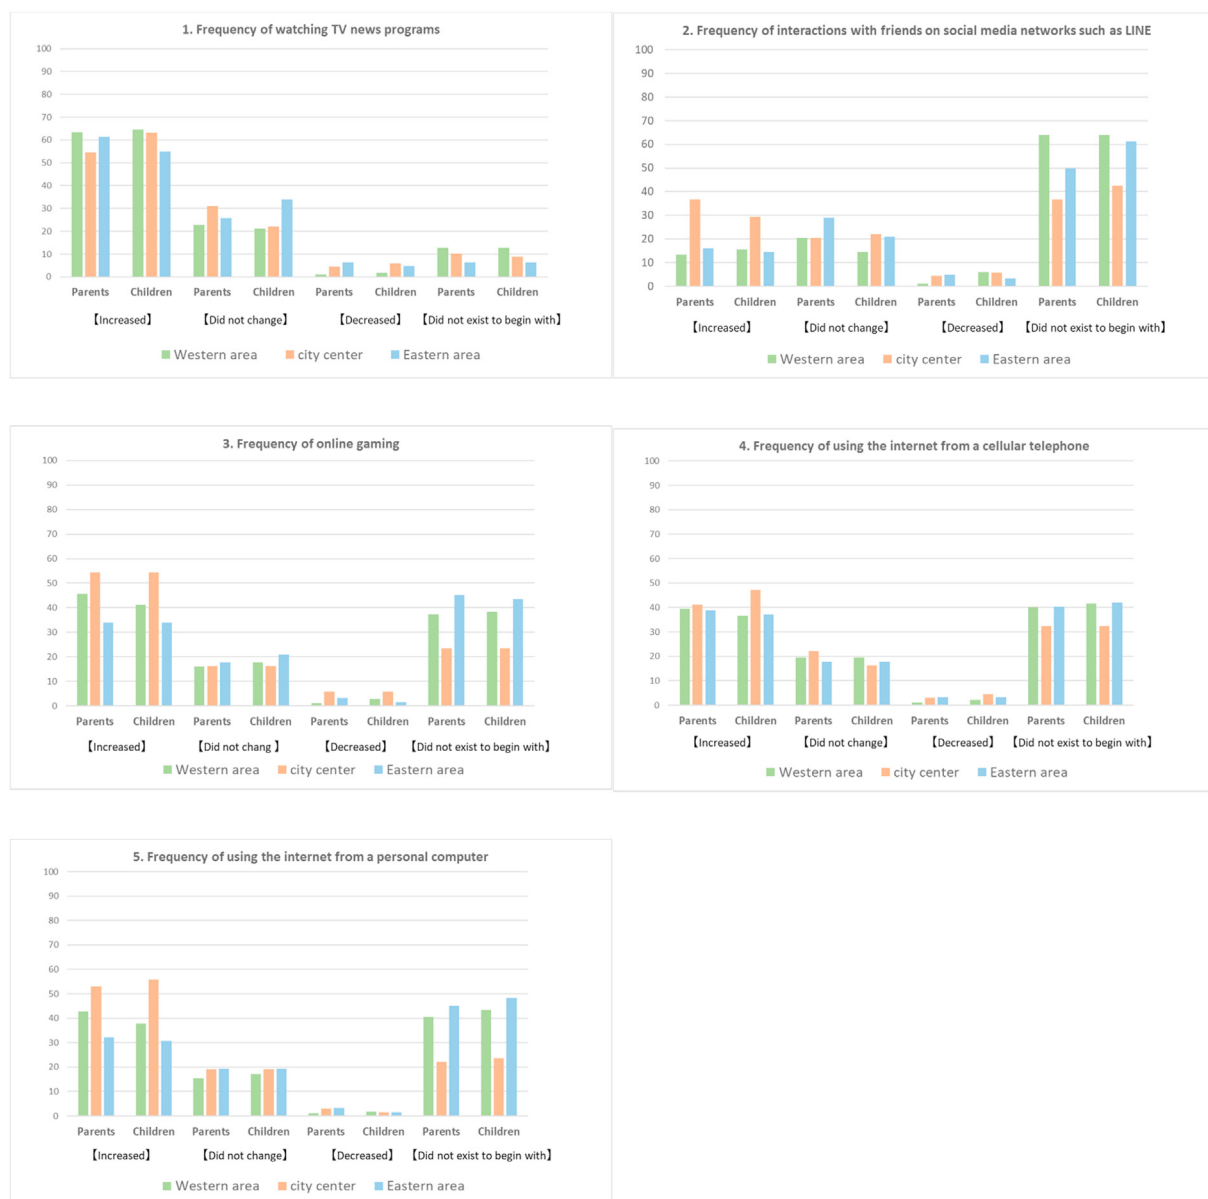 1. Frequency of watching TV news programs
100
90
80
70
60
50
40
30
20
10
0
Parents Children Parents Children Parents Children Parents Children
【Increased】 【Did not change】 【Decreased】 【Did not exist to begin with】
Western area city center Eastern area
2. Frequency of interactions with friends on social media networks such as LINE
100
90
80
70
60
50
40
30
20
10
0
Parents Children Parents Children Parents Children Parents Children
【Increased】 【Did not change】 【Decreased】 【Did not exist to begin with】
Western area city center Eastern area
3. Frequency of online gaming
100
90
80
70
60
50
40
30
20
10
0
Parents Children Parents Children Parents Children Parents Children
【Increased】 【Did not chang 】 【Decreased】 【Did not exist to begin with】
Western area city center Eastern area
4. Frequency of using the internet from a cellular telephone
100
90
80
70
60
50
40
30
20
10
0
Parents Children Parents Children Parents Children Parents Children
【Increased】 【Did not change】 【Decreased】 【Did not exist to begin with】
Western area city center Eastern area
5. Frequency of using the internet from a personal computer
100
90
80
70
60
50
40
30
20
10
0
Parents Children Parents Children Parents Children Parents Children
【Increased】 【Did not change】 【Decreased】 【Did not exist to begin with】
Western area city center Eastern area